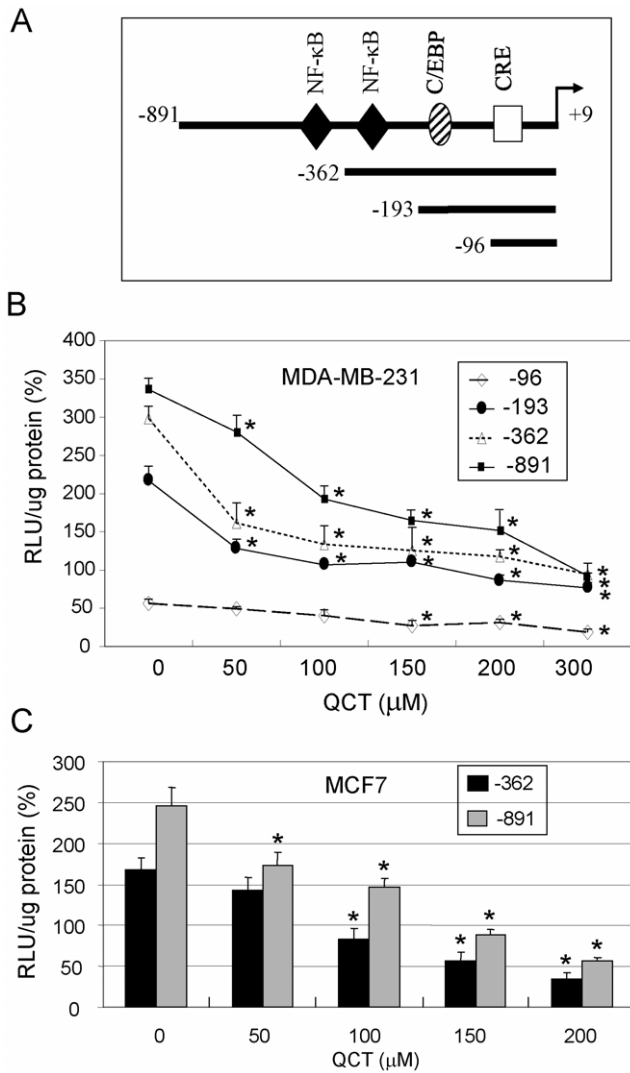 A
NF-κB
NF-κB
C/EBP
CRE
-891
+9
-362
-193
-96
B
MDA-MB-231
-96
-193
-362
-891
RLU/ug protein (%)
400
350
300
250
200
150
100
50
0
* * * * *
* * * * *
* * * * *
* * *
0 50 100 150 200 300
QCT (μM)
C
MCF7
-362
-891
RLU/ug protein (%)
300
250
200
150
100
50
0
* * * * * * *
0 50 100 150 200
QCT (μM)